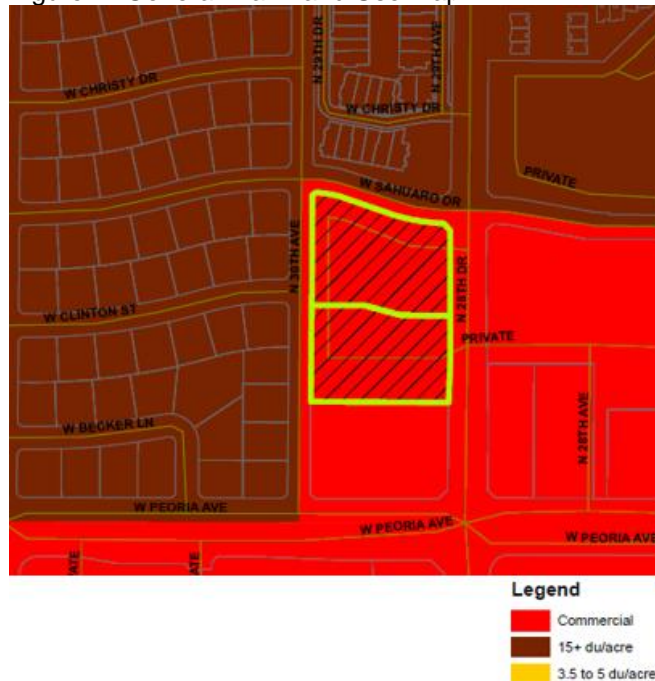 N 29TH DR
N 29TH AVE
W CHRISTY DR
W CHRISTY DR
PRIVATE
W SAHUARO DR
N 30TH AVE
N 28TH DR
W CLINTON ST
PRIVATE
N 28TH AVE
W BECKER LN
W PEORIA AVE
W PEORIA AVE
W PEORIA AVE
ATE
ATE
Legend
Commercial
15+ du/acre
3.5 to 5 du/acre